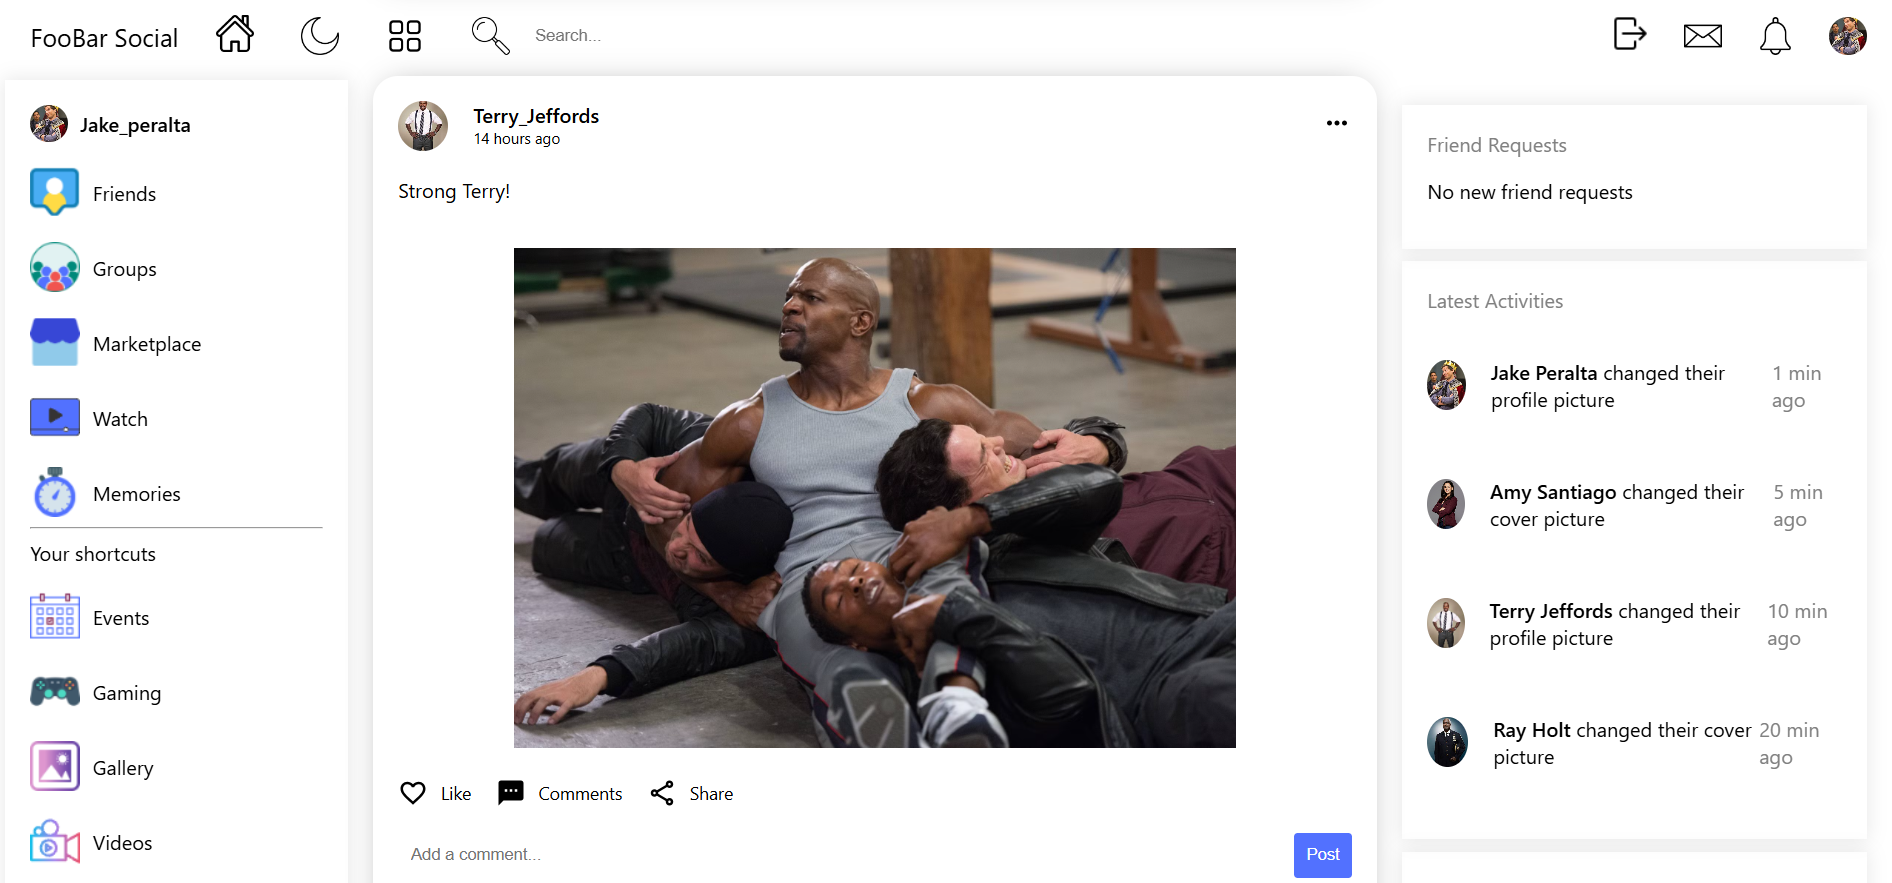 FooBar Social
Search...
Jake_peralta
Friends
Groups
Marketplace
Watch
Memories
Your shortcuts
Events
Gaming
Gallery
Videos
Terry_Jeffords
14 hours ago
Strong Terry!
Like
Comments
Share
Add a comment...
Post
Friend Requests
No new friend requests
Latest Activities
Jake Peralta changed their
profile picture
1 min
ago
Amy Santiago changed their
cover picture
5 min
ago
Terry Jeffords changed their
profile picture
10 min
ago
Ray Holt changed their cover
picture
20 min
ago